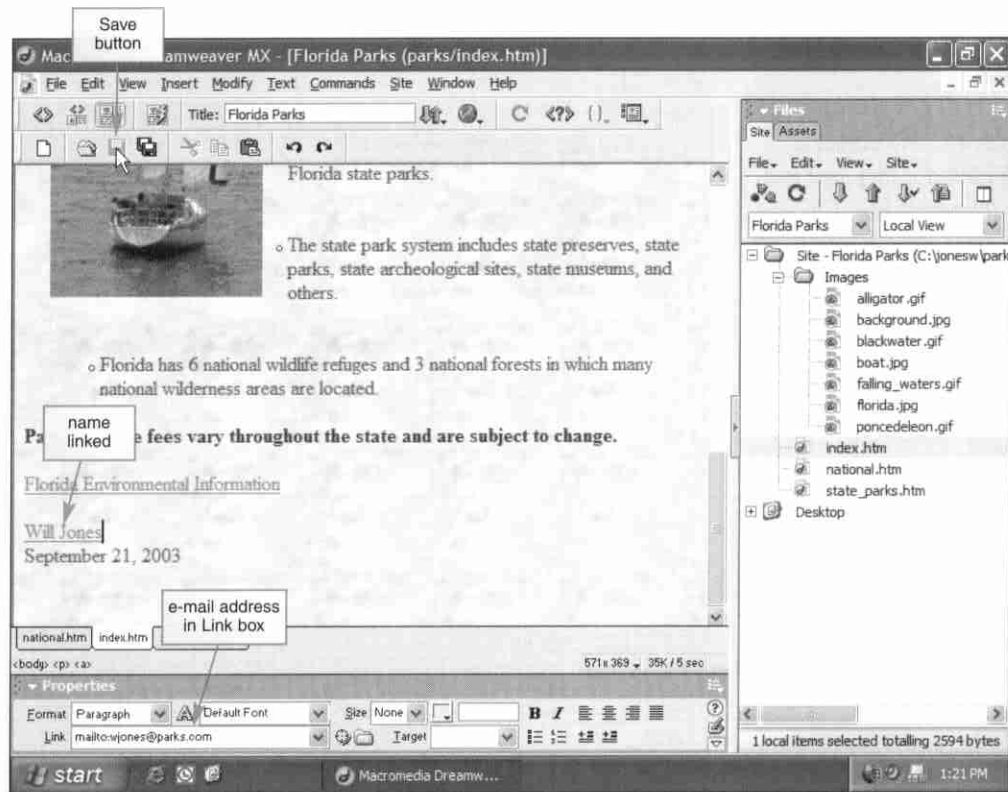 Save
button
Mac amweaver MX - [Florida Parks (parks/index.htm)]
File Edit View Insert Modify Text Commands Site Window Help
Title: Florida Parks
Florida state parks.
The state park system includes state preserves, state
parks, state archeological sites, state museums, and
others.
Florida has 6 national wildlife refuges and 3 national forests in which many
national wilderness areas are located.
name
linked
Pa e fees vary throughout the state and are subject to change.
Florida Environmental Information
Will Jones
September 21, 2003
e-mail address
in Link box
national.htm index.htm
<body> <p> <a>
571 x 369 35K / 5 sec
Properties
Format Paragraph Default Font Size None B I
Link mailto:wjones@parks.com Target
Files
Site Assets
File Edit View Site
Florida Parks Local View
Site - Florida Parks (C:\jonesw\park
Images
alligator.gif
background.jpg
blackwater.gif
boat.jpg
falling_waters.gif
florida.jpg
poncedeleon.gif
index.htm
national.htm
state_parks.htm
Desktop
1 local items selected totalling 2594 bytes
start Macromedia Dreamw... 1:21 PM